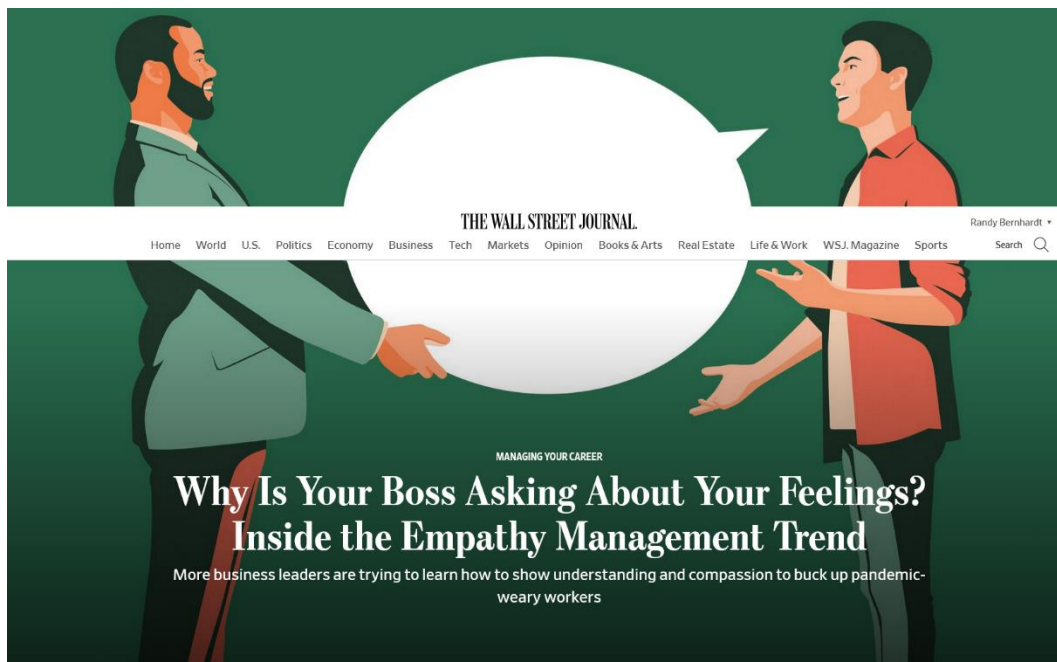 THE WALL STREET JOURNAL.
Randy Bernhardt ▾
Home World U.S. Politics Economy Business Tech Markets Opinion Books & Arts Real Estate Life & Work WSJ. Magazine Sports Search
MANAGING YOUR CAREER
Why Is Your Boss Asking About Your Feelings?
Inside the Empathy Management Trend
More business leaders are trying to learn how to show understanding and compassion to buck up pandemic-
weary workers